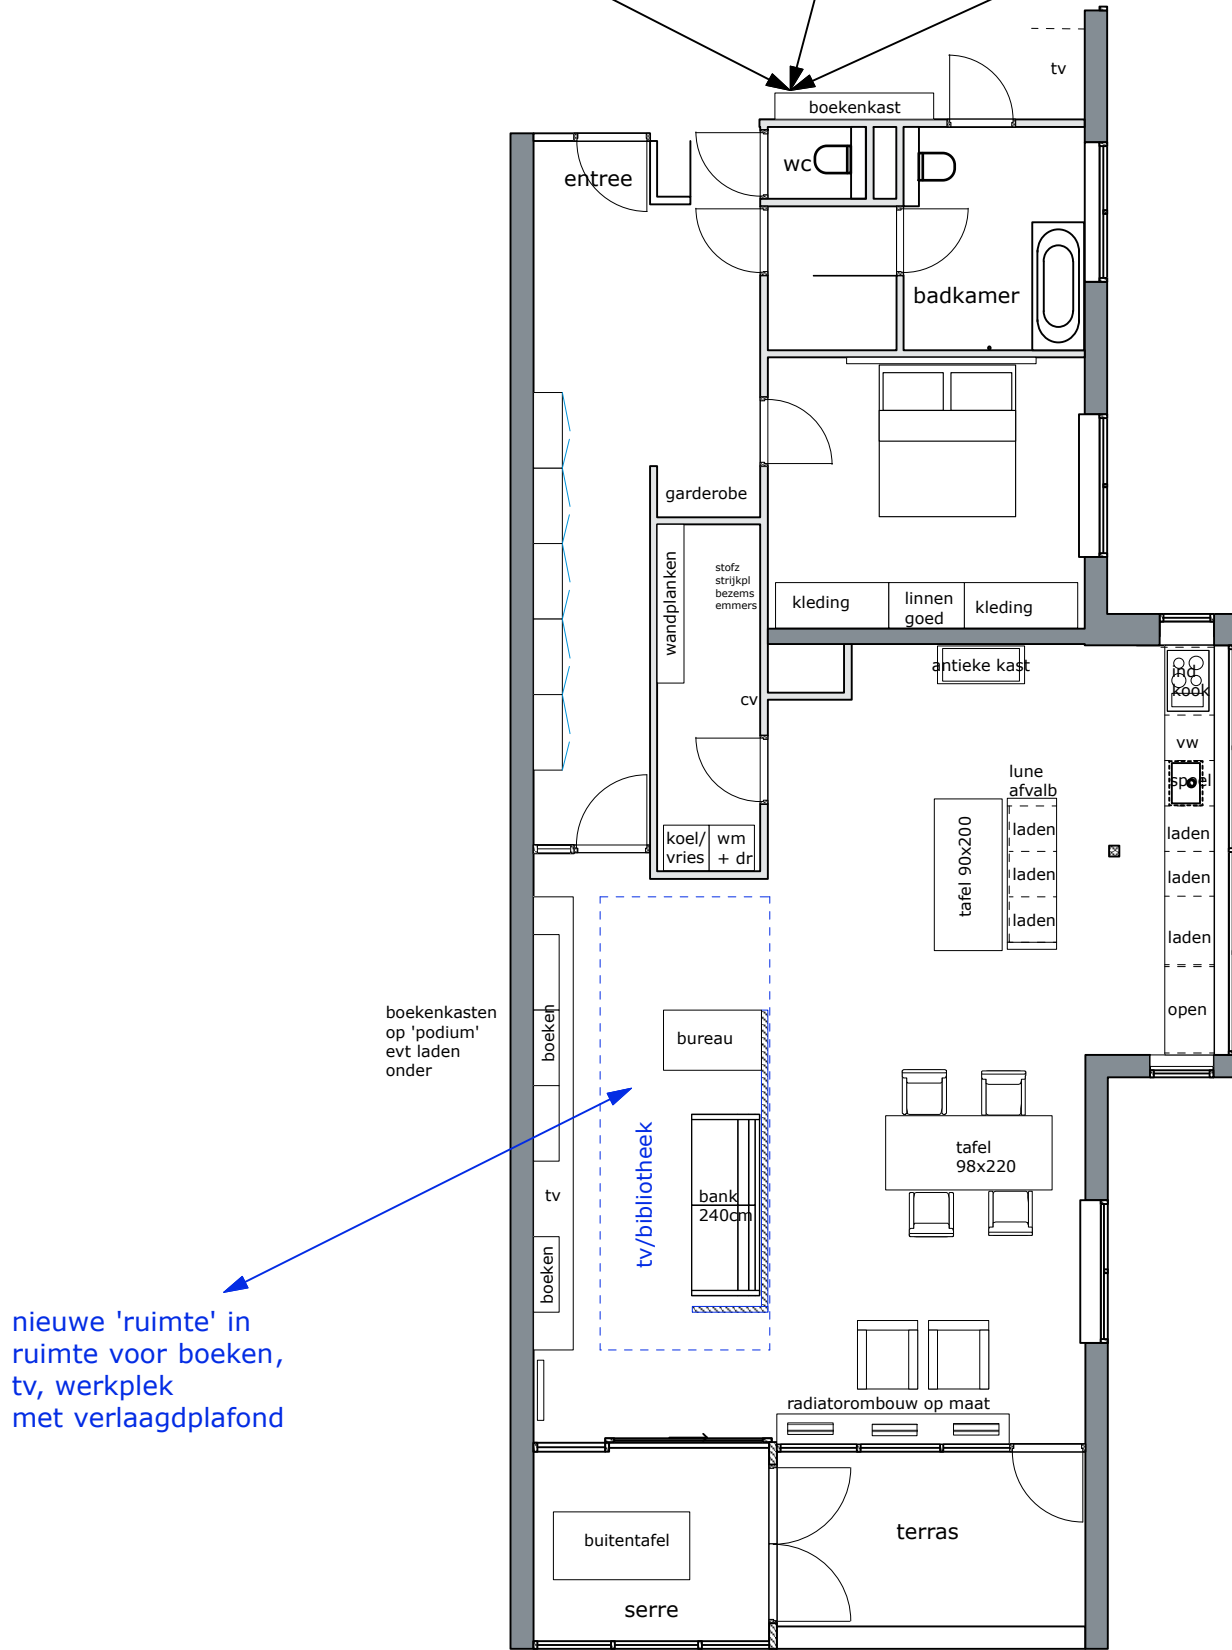 tv
boekenkast
wc
entree
badkamer
garderobe
wandplanken
stofz
strijkpl
bezems
emmers
kleding
linnen
goed
kleding
antieke kast
ind
kook
cv
vw
spoel
lune
afvalb
tafel 90x200
laden
laden
laden
laden
laden
laden
open
koel/
vries
wm
+ dr
boekenkasten
op 'podium'
evt laden
onder
boeken
bureau
tv/bibliotheek
tafel
98x220
tv
bank
240cm
boeken
nieuwe 'ruimte' in
ruimte voor boeken,
tv, werkplek
met verlaagdplafond
radiatorombouw op maat
buitentafel
terras
serre